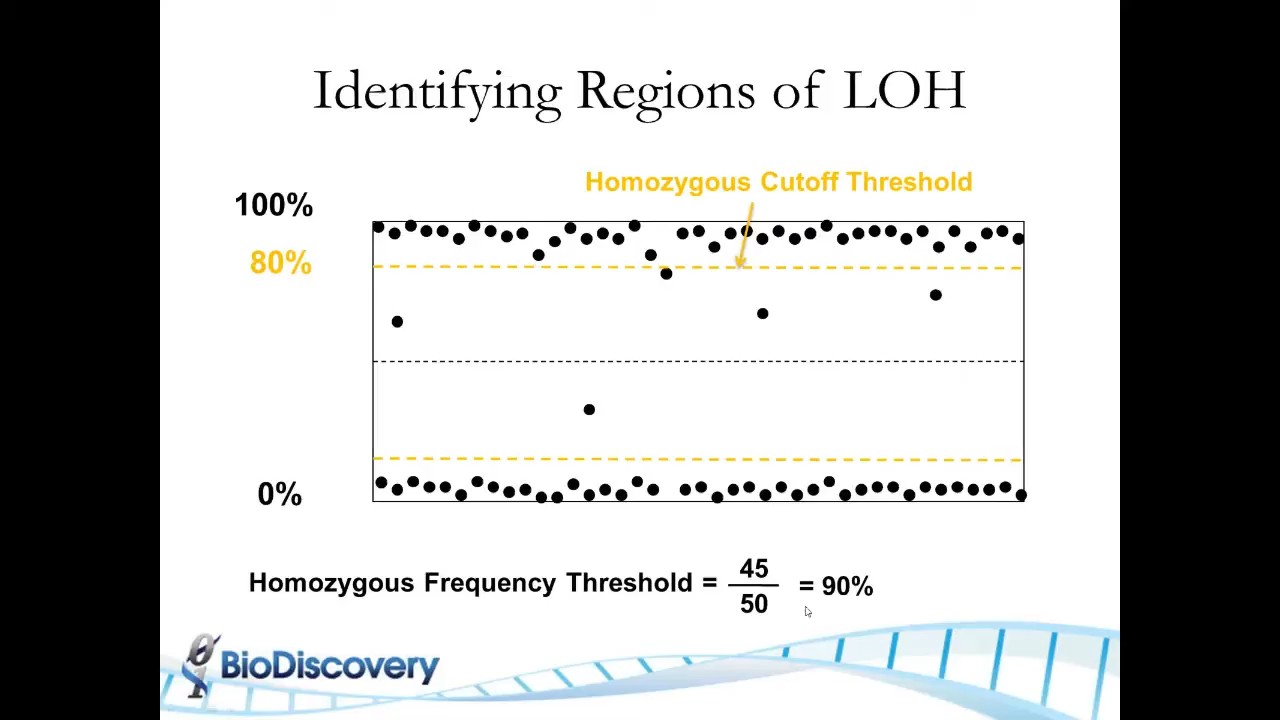 Identifying Regions of LOH
Homozygous Cutoff Threshold
100%
80%
0%
Homozygous Frequency Threshold = 45
50
= 90%
BioDiscovery